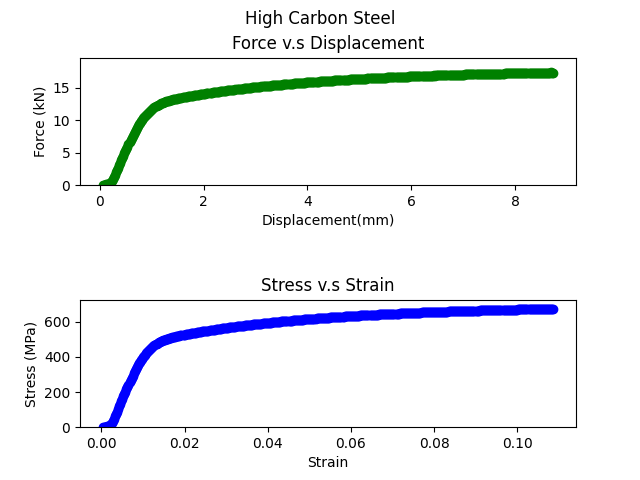 High Carbon Steel
Force v.s Displacement
Force (kN)
15
10
5
0
0 2 4 6 8
Displacement(mm)
Stress v.s Strain
Stress (MPa)
600
400
200
0
0.00 0.02 0.04 0.06 0.08 0.10
Strain